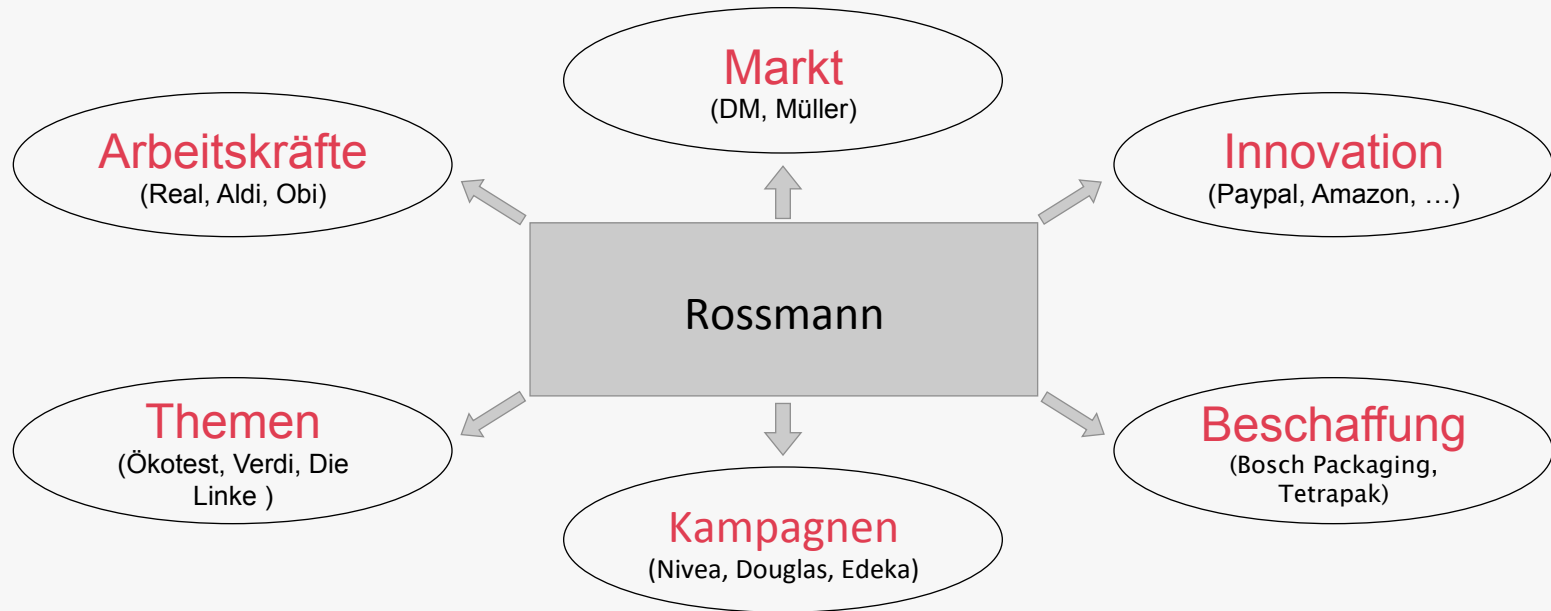 Markt
(DM, Müller)
Arbeitskräfte
(Real, Aldi, Obi)
Innovation
(Paypal, Amazon, …)
Rossmann
Themen
(Ökotest, Verdi, Die
Linke )
Beschaffung
(Bosch Packaging,
Tetrapak)
Kampagnen
(Nivea, Douglas, Edeka)